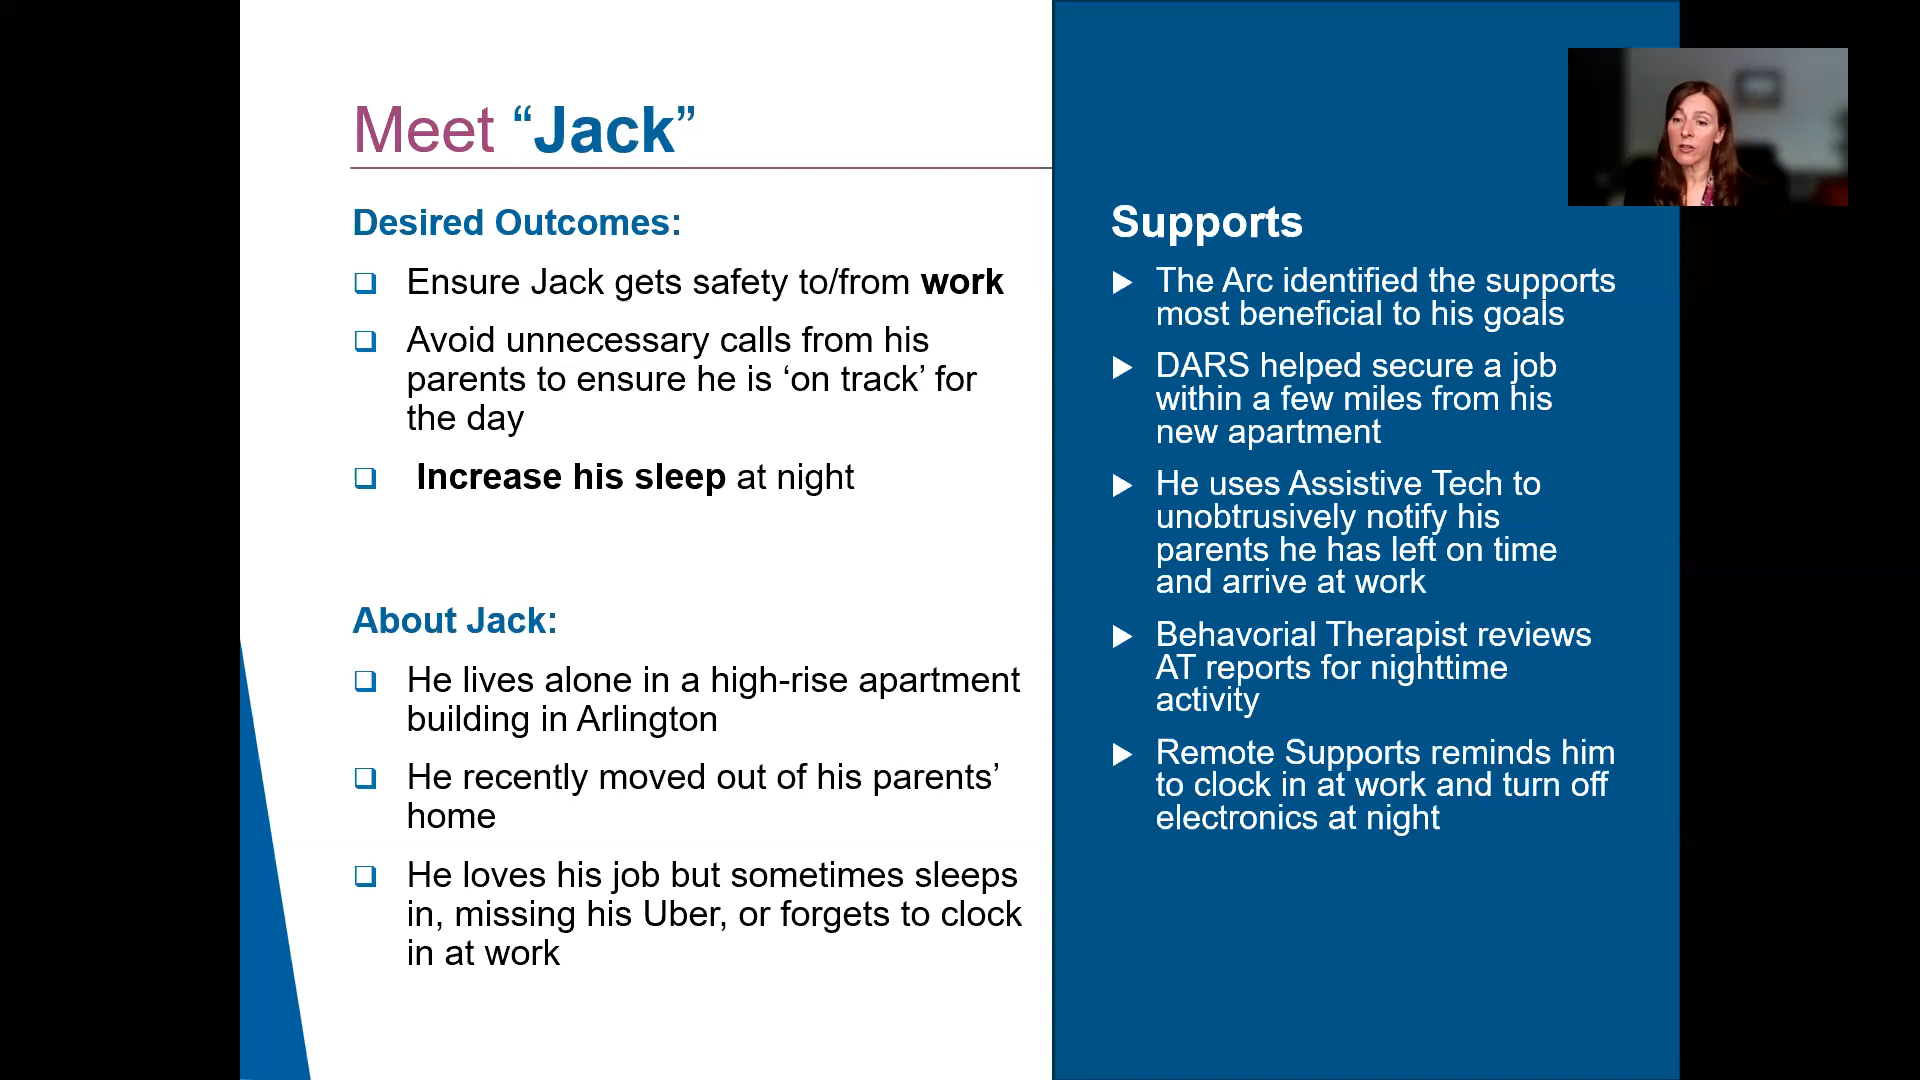 Meet “Jack”
Desired Outcomes:
❑ Ensure Jack gets safety to/from work
❑ Avoid unnecessary calls from his
parents to ensure he is ‘on track’ for
the day
❑ Increase his sleep at night
About Jack:
❑ He lives alone in a high-rise apartment
building in Arlington
❑ He recently moved out of his parents’
home
❑ He loves his job but sometimes sleeps
in, missing his Uber, or forgets to clock
in at work
Supports
▶ The Arc identified the supports
most beneficial to his goals
▶ DARS helped secure a job
within a few miles from his
new apartment
▶ He uses Assistive Tech to
unobtrusively notify his
parents he has left on time
and arrive at work
▶ Behavorial Therapist reviews
AT reports for nighttime
activity
▶ Remote Supports reminds him
to clock in at work and turn off
electronics at night